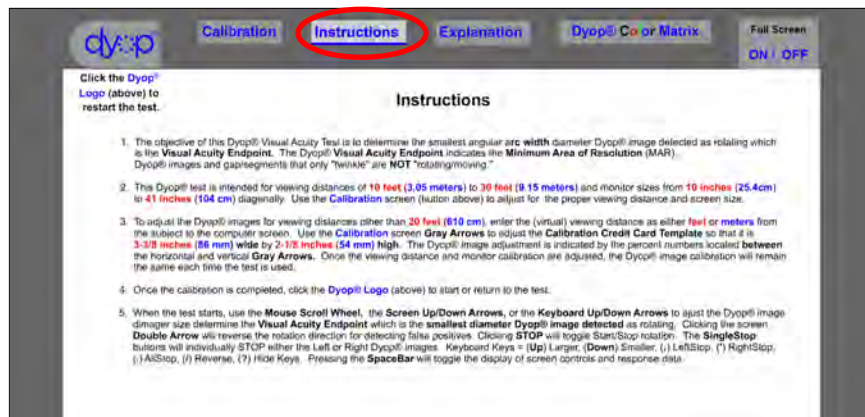 dyop
Calibration
Instructions
Explanation
Dyop® Color Matrix
Full Screen
ON / OFF
Click the Dyop®
Logo (above) to
restart the test.
Instructions
1. The objective of this Dyop® Visual Acuity Test is to determine the smallest angular arc width diameter Dyop® image detected as rotating which
is the Visual Acuity Endpoint. The Dyop® Visual Acuity Endpoint indicates the Minimum Area of Resolution (MAR).
Dyop® images and gap/segments that only "twinkle" are NOT "rotating/moving."
2. This Dyop® test is intended for viewing distances of 10 feet (3.05 meters) to 30 feet (9.15 meters) and monitor sizes from 10 inches (25.4cm)
to 41 inches (104 cm) diagonally. Use the Calibration screen (button above) to adjust for the proper viewing distance and screen size.
3. To adjust the Dyop® images for viewing distances other than 20 feet (610 cm), enter the (virtual) viewing distance as either feet or meters from
the subject to the computer screen. Use the Calibration screen Gray Arrows to adjust the Calibration Credit Card Template so that it is
3-3/8 inches (86 mm) wide by 2-1/8 inches (54 mm) high. The Dyop® image adjustment is indicated by the percent numbers located between
the horizontal and vertical Gray Arrows. Once the viewing distance and monitor calibration are adjusted, the Dyop® image calibration will remain
the same each time the test is used.
4. Once the calibration is completed, click the Dyop® Logo (above) to start or return to the test.
5. When the test starts, use the Mouse Scroll Wheel, the Screen Up/Down Arrows, or the Keyboard Up/Down Arrows to ajust the Dyop® image
dimager size determine the Visual Acuity Endpoint which is the smallest diameter Dyop® image detected as rotating. Clicking the screen
Double Arrow will reverse the rotation direction for detecting false positives. Clicking STOP will toggle Start/Stop rotation. The SingleStop
buttons will individually STOP either the Left or Right Dyop® images. Keyboard Keys = (Up) Larger, (Down) Smaller, (;) LeftStop, (") RightStop,
(.) AllStop, (/) Reverse, (?) Hide Keys. Pressing the SpaceBar will toggle the display of screen controls and response data.